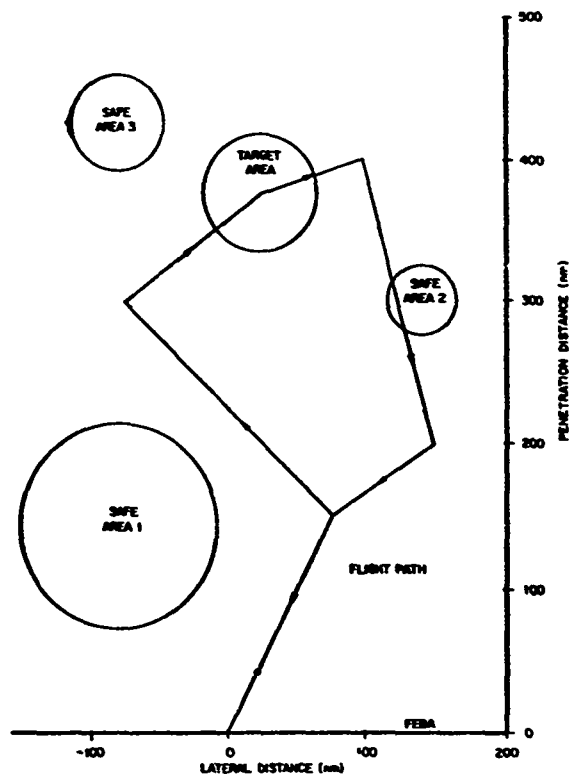 500
SAFE
AREA 3
TARGET
AREA
400
SAFE
AREA 2
300
PENETRATION DISTANCE (nm)
200
SAFE
AREA 1
FLIGHT PATH
100
FEBA
0
-100
0
100
200
LATERAL DISTANCE (nm)